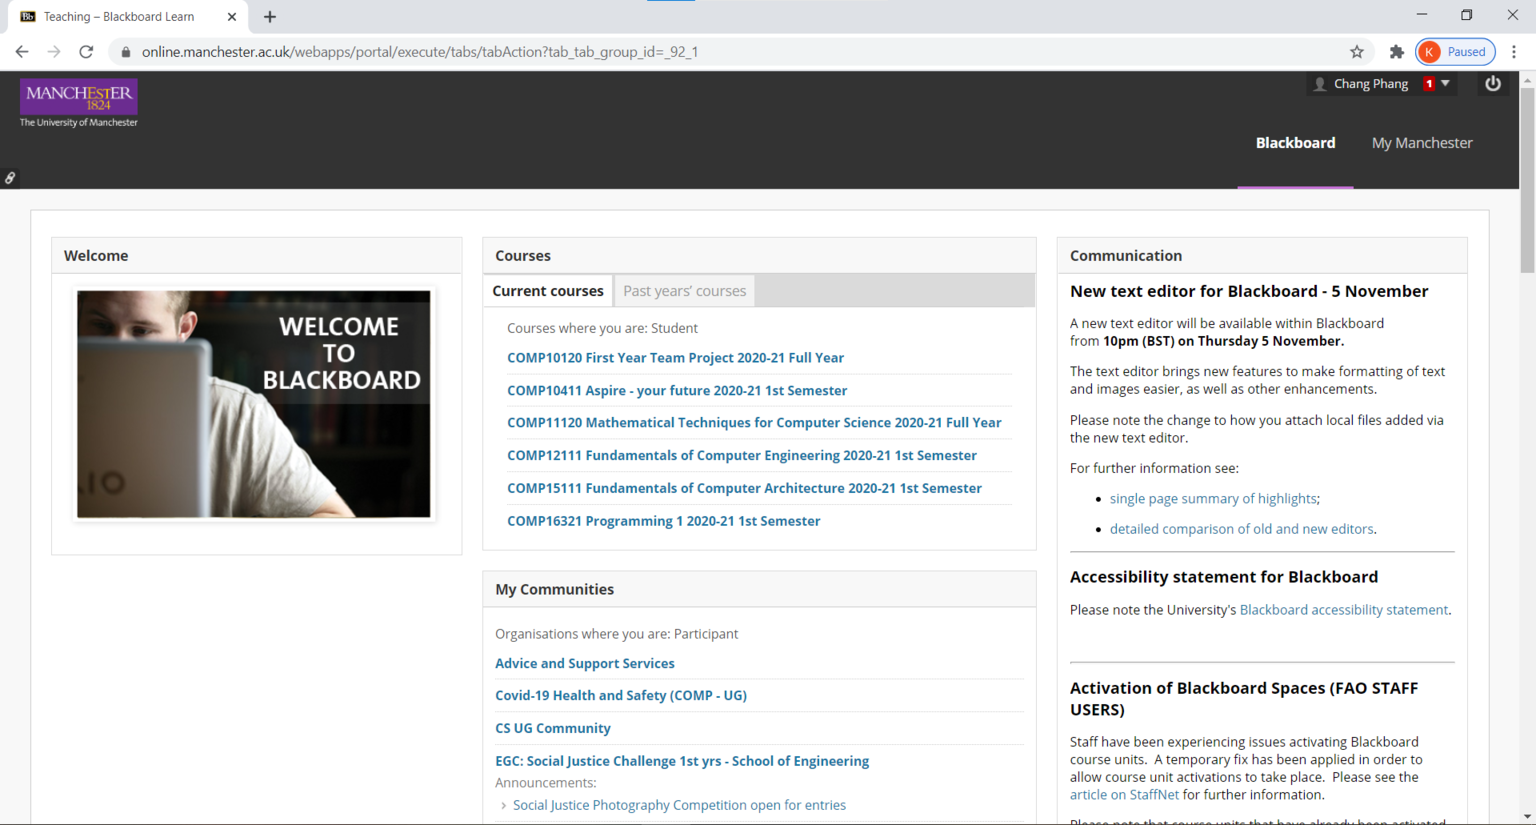 Teaching – Blackboard Learn
online.manchester.ac.uk/webapps/portal/execute/tabs/tabAction?tab_tab_group_id=_92_1
K Paused
MANCHESTER
1824
The University of Manchester
Chang Phang 1
Blackboard
My Manchester
Welcome
WELCOME
TO
BLACKBOARD
Courses
Current courses
Past years’ courses
Courses where you are: Student
COMP10120 First Year Team Project 2020-21 Full Year
COMP10411 Aspire - your future 2020-21 1st Semester
COMP11120 Mathematical Techniques for Computer Science 2020-21 Full Year
COMP12111 Fundamentals of Computer Engineering 2020-21 1st Semester
COMP15111 Fundamentals of Computer Architecture 2020-21 1st Semester
COMP16321 Programming 1 2020-21 1st Semester
My Communities
Organisations where you are: Participant
Advice and Support Services
Covid-19 Health and Safety (COMP - UG)
CS UG Community
EGC: Social Justice Challenge 1st yrs - School of Engineering
Announcements:
Social Justice Photography Competition open for entries
Communication
New text editor for Blackboard - 5 November
A new text editor will be available within Blackboard
from 10pm (BST) on Thursday 5 November.
The text editor brings new features to make formatting of text
and images easier, as well as other enhancements.
Please note the change to how you attach local files added via
the new text editor.
For further information see:
single page summary of highlights;
detailed comparison of old and new editors.
Accessibility statement for Blackboard
Please note the University's Blackboard accessibility statement.
Activation of Blackboard Spaces (FAO STAFF
USERS)
Staff have been experiencing issues activating Blackboard
course units. A temporary fix has been applied in order to
allow course unit activations to take place. Please see the
article on StaffNet for further information.
Please note that course units that have already been activated